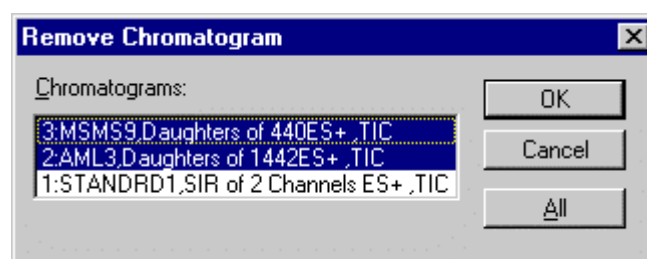 Remove Chromatogram
Chromatograms:
3:MSMS9,Daughters of 440ES+ ,TIC
2:AML3,Daughters of 1442ES+ ,TIC
1:STANDRD1,SIR of 2 Channels ES+ ,TIC
OK
Cancel
All